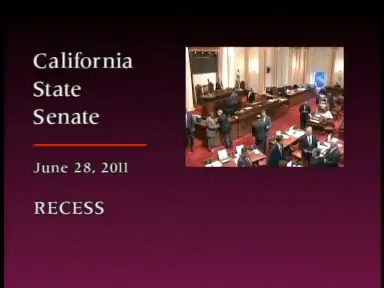 California
State
Senate
June 28, 2011
RECESS